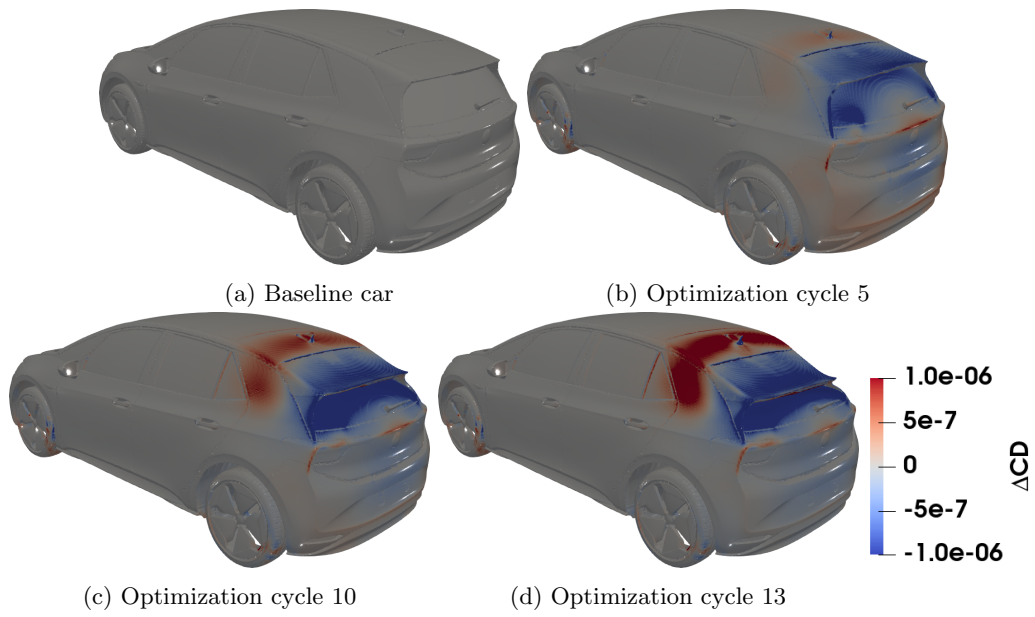 (a) Baseline car
(b) Optimization cycle 5
1.0e-06
5e-7
0
-5e-7
-1.0e-06
ΔCD
(c) Optimization cycle 10
(d) Optimization cycle 13